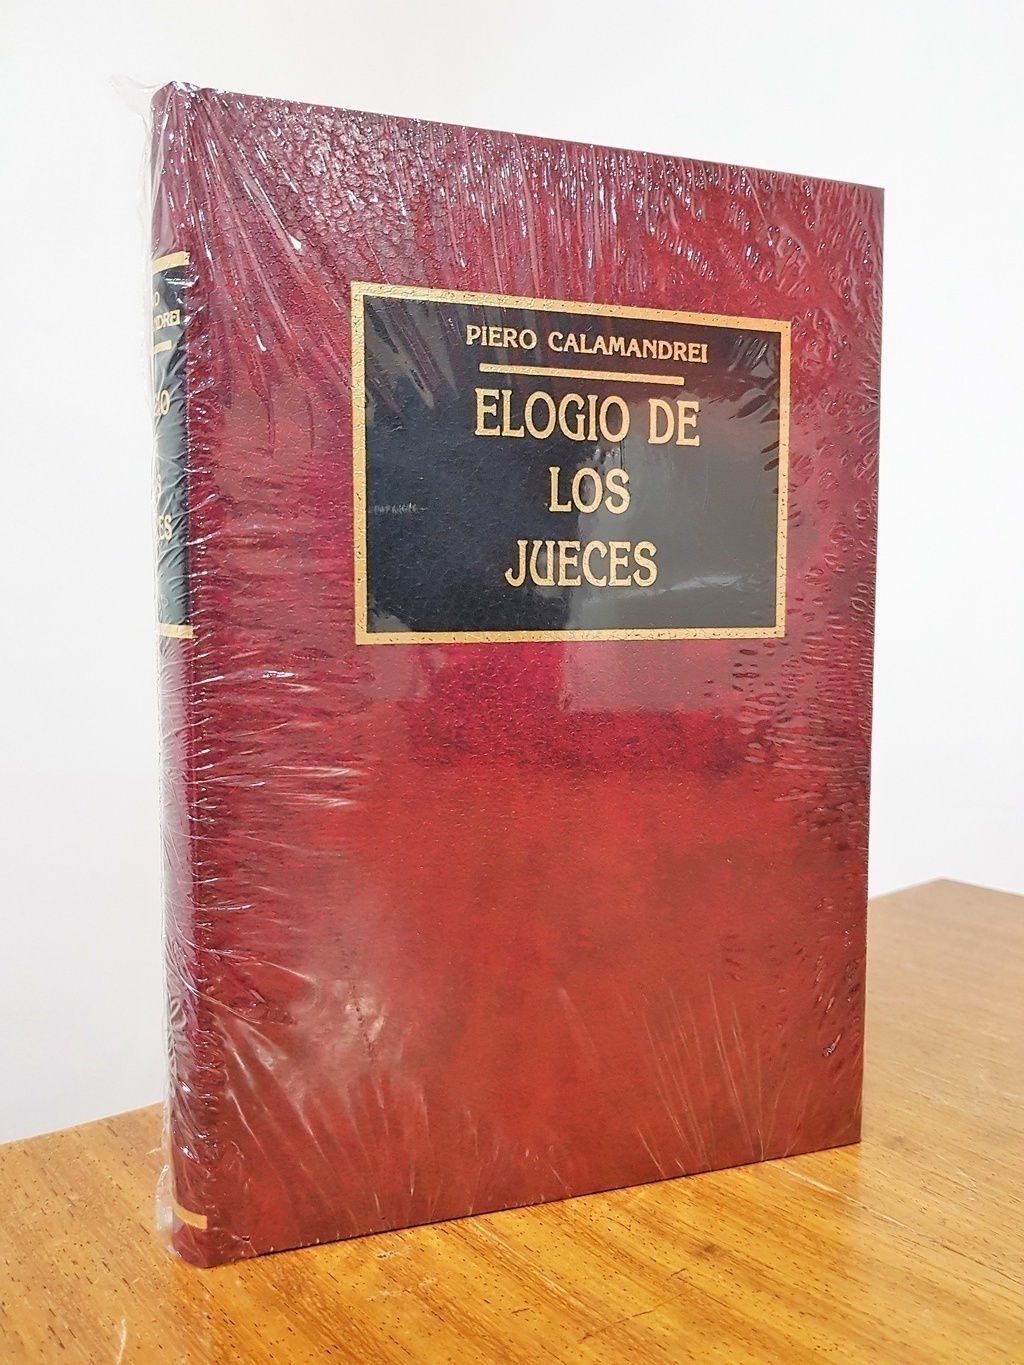 PIERO CALAMANDREI
ELOGIO DE
LOS
JUECES